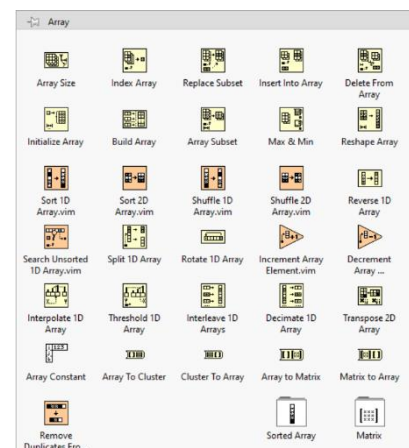 Array
Array Size Index Array Replace Subset Insert Into Array Delete From
Array
Initialize Array Build Array Array Subset Max & Min Reshape Array
Sort 1D Sort 2D Shuffle 1D Shuffle 2D Reverse 1D
Array.vim Array.vim Array.vim Array.vim Array
Search Unsorted Split 1D Array Rotate 1D Array Increment Array Decrement
1D Array.vim Element.vim Array ...
Interpolate 1D Threshold 1D Interleave 1D Decimate 1D Transpose 2D
Array Array Arrays Array Array
Array Constant Array To Cluster Cluster To Array Array to Matrix Matrix to Array
Remove Sorted Array Matrix
Duplicates Fro...